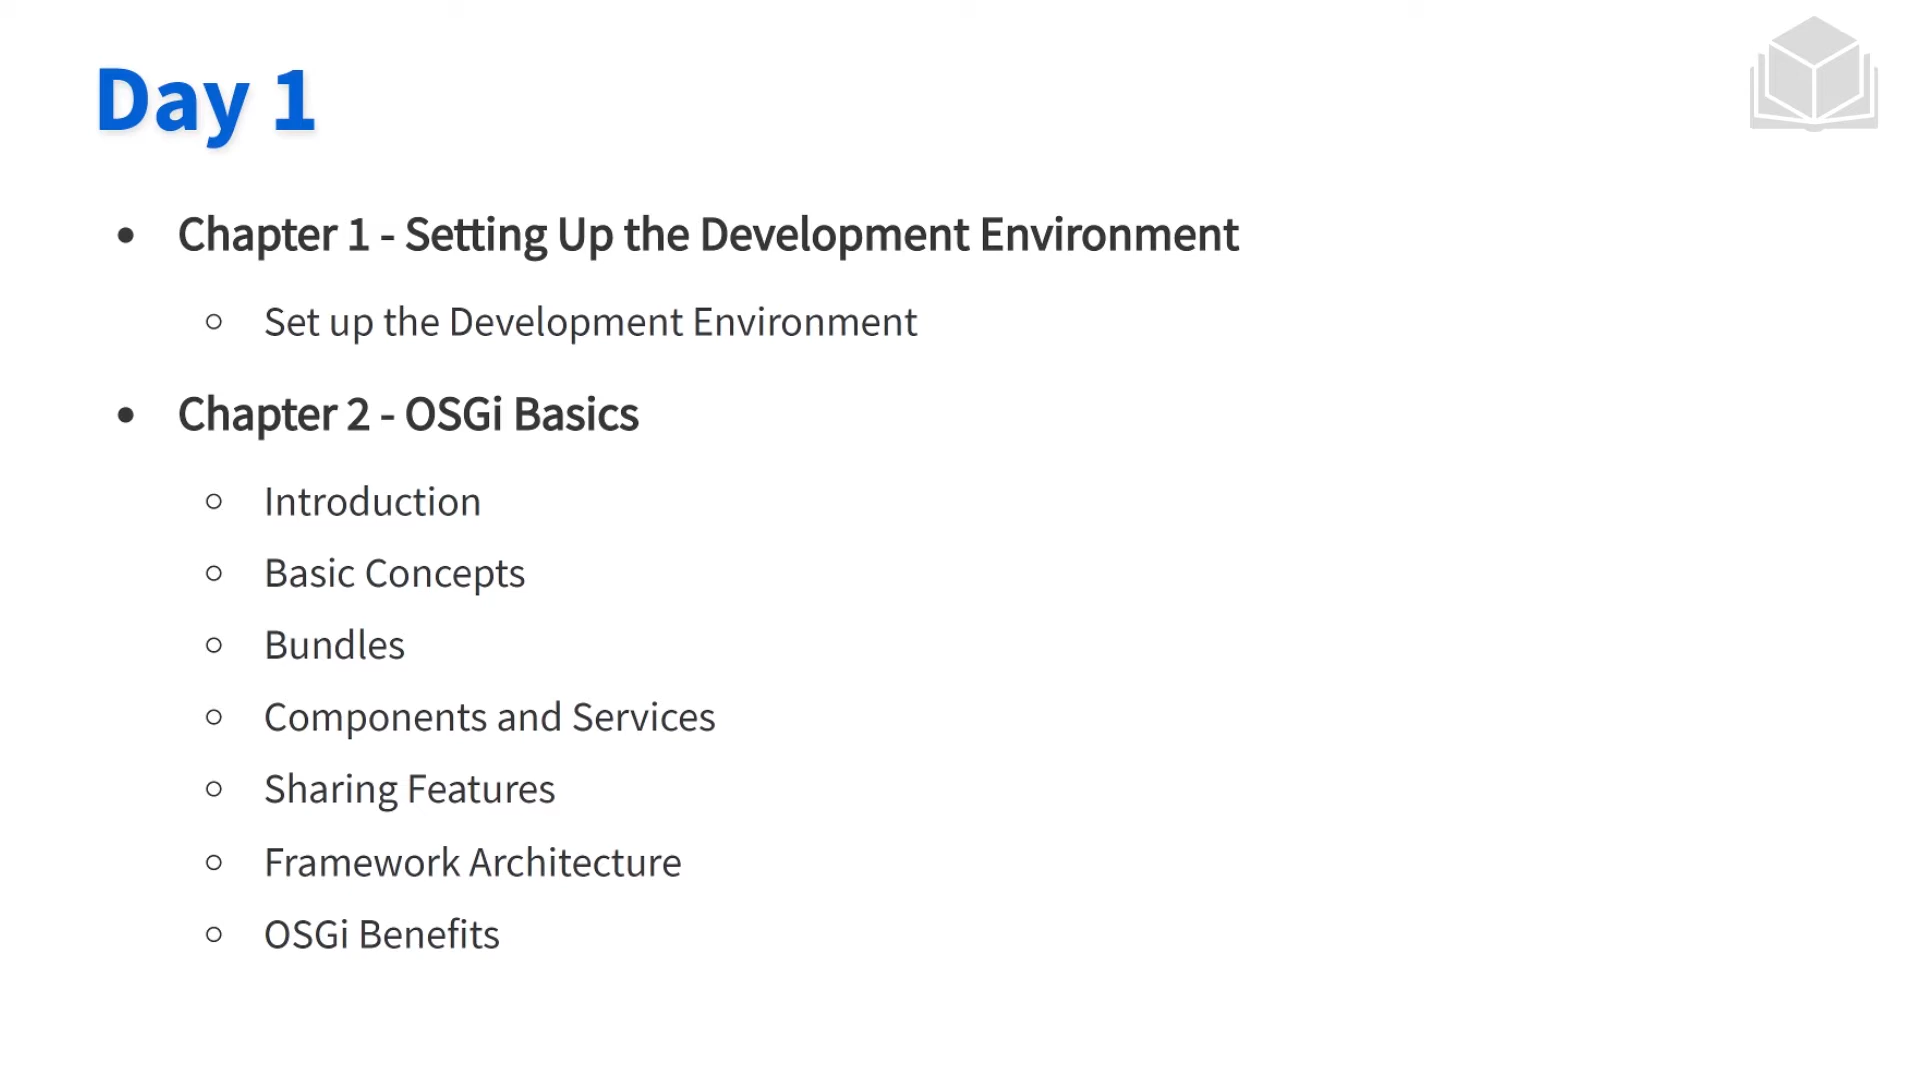 Day 1
Chapter 1 - Setting Up the Development Environment
Set up the Development Environment
Chapter 2 - OSGi Basics
Introduction
Basic Concepts
Bundles
Components and Services
Sharing Features
Framework Architecture
OSGi Benefits